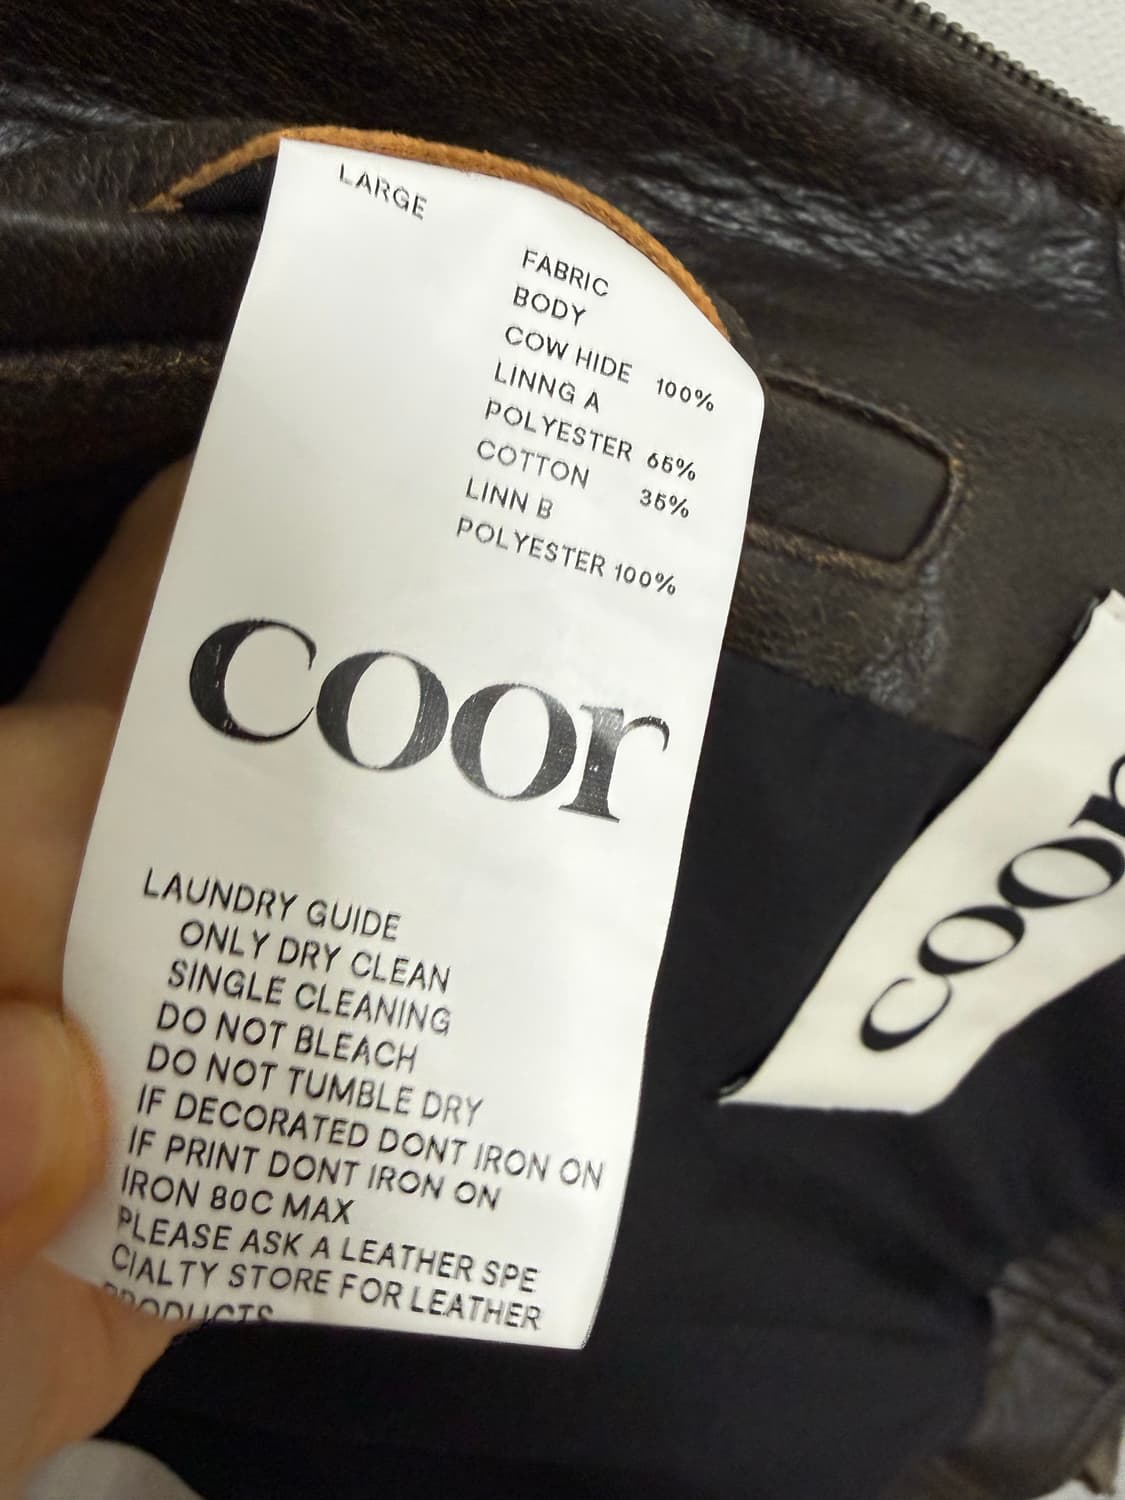 LARGE
FABRIC
BODY
COW HIDE 100%
LINNG A
POLYESTER 65%
COTTON 35%
LINN B
POLYESTER 100%
coor
LAUNDRY GUIDE
ONLY DRY CLEAN
SINGLE CLEANING
DO NOT BLEACH
DO NOT TUMBLE DRY
IF DECORATED DONT IRON ON
IF PRINT DONT IRON ON
IRON 80C MAX
PLEASE ASK A LEATHER SPE
CIALTY STORE FOR LEATHER
PRODUCTS
coor